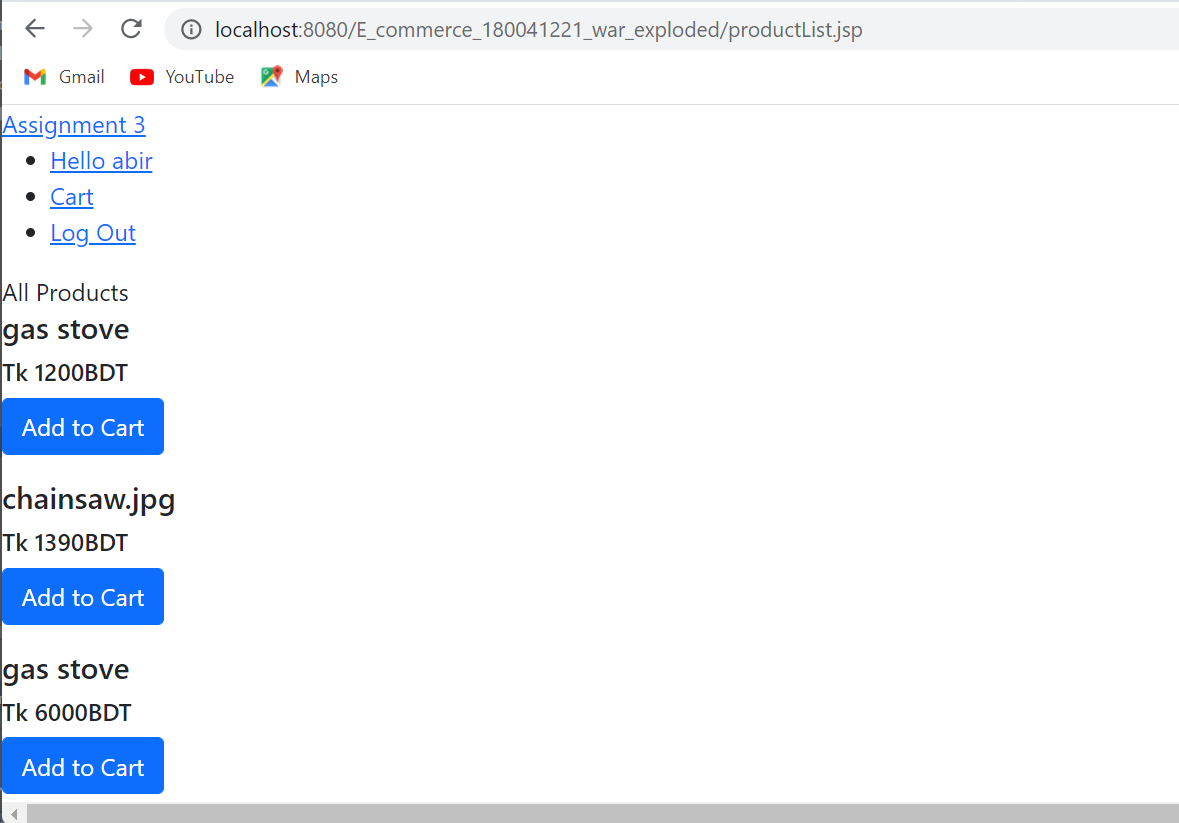 localhost:8080/E_commerce_180041221_war_exploded/productList.jsp
Gmail YouTube Maps
Assignment 3
Hello abir
Cart
Log Out
All Products
gas stove
Tk 1200BDT
Add to Cart
chainsaw.jpg
Tk 1390BDT
Add to Cart
gas stove
Tk 6000BDT
Add to Cart